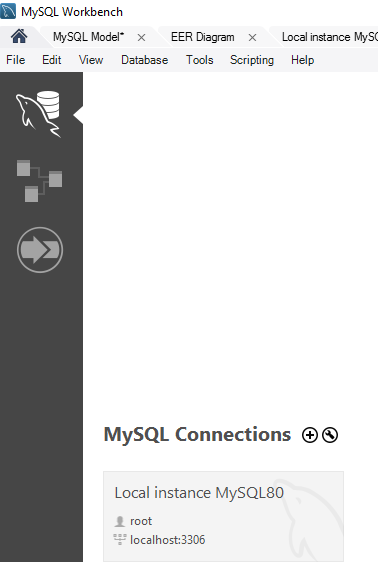 MySQL Workbench
MySQL Model* EER Diagram Local instance MySQ
File Edit View Database Tools Scripting Help
MySQL Connections
Local instance MySQL80
root
localhost:3306